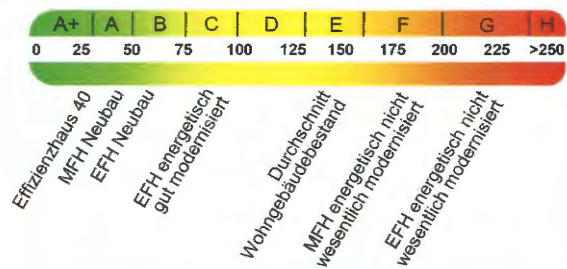 A+ A B C D E F G H
0 25 50 75 100 125 150 175 200 225 >250
Effizienzhaus 40
MFH Neubau
EFH Neubau
EFH energetisch
gut modernisiert
Durchschnitt
Wohngebäudebestand
MFH energetisch nicht
wesentlich modernisiert
EFH energetisch nicht
wesentlich modernisiert